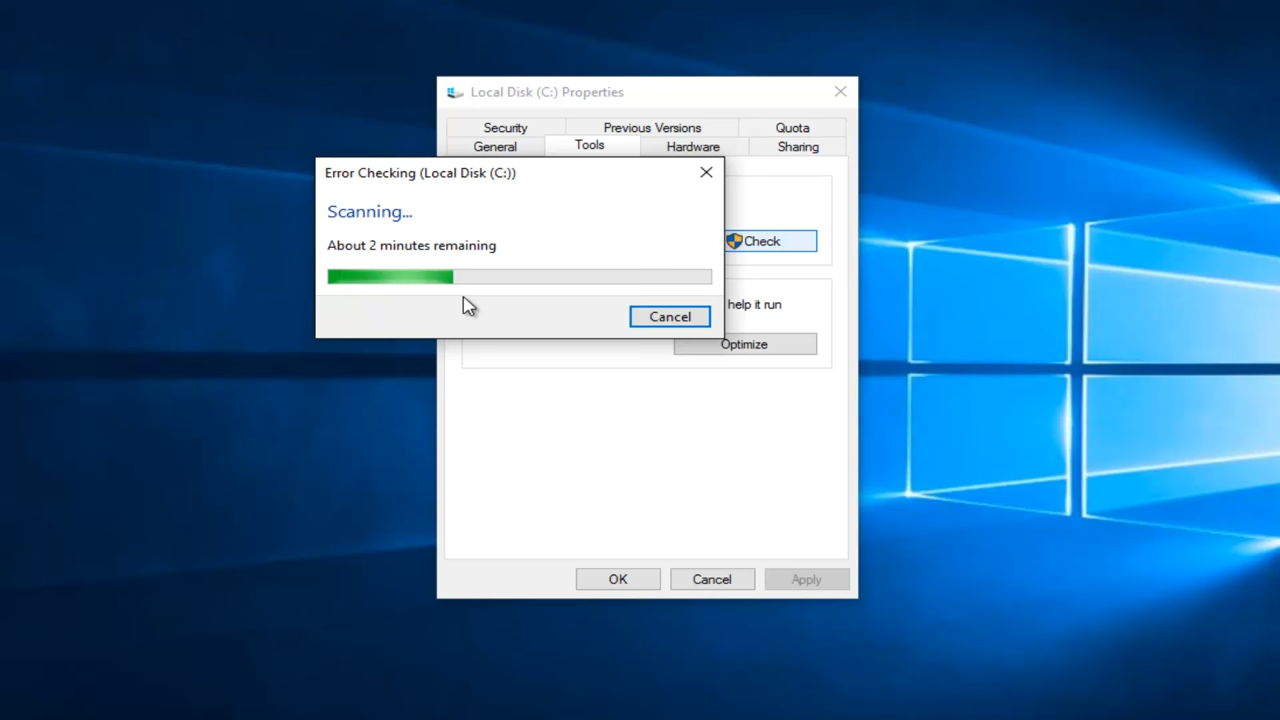 Local Disk (C:) Properties
Security Previous Versions Quota
General Tools Hardware Sharing
Error Checking (Local Disk (C:))
Scanning...
About 2 minutes remaining
Cancel
Check
help it run
Optimize
OK Cancel Apply